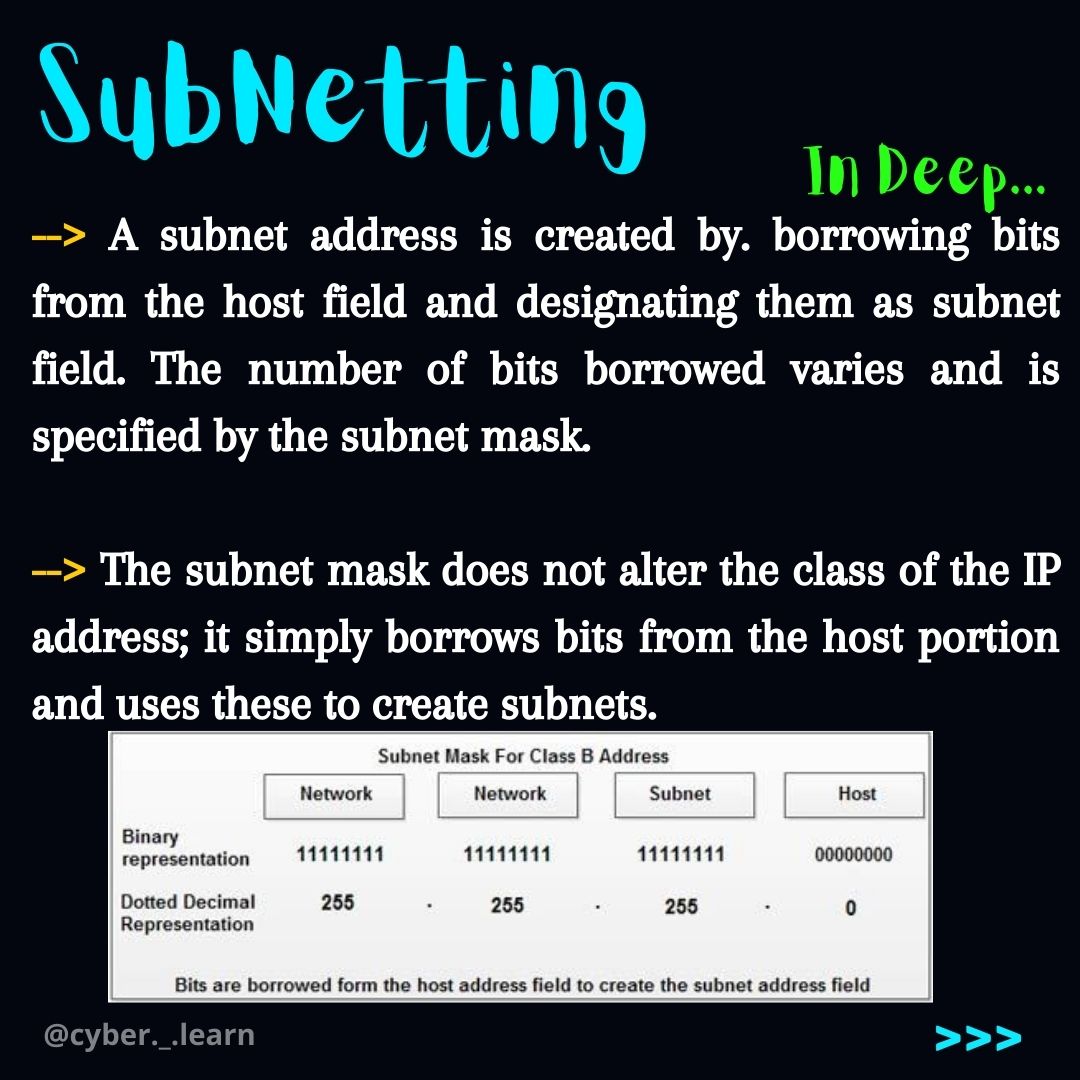 SubNetting
In Deep...
--> A subnet address is created by. borrowing bits
from the host field and designating them as subnet
field. The number of bits borrowed varies and is
specified by the subnet mask.
--> The subnet mask does not alter the class of the IP
address; it simply borrows bits from the host portion
and uses these to create subnets.
Subnet Mask For Class B Address
Network Network Subnet Host
Binary
representation 11111111 11111111 11111111 00000000
Dotted Decimal
Representation 255 . 255 . 255 . 0
Bits are borrowed form the host address field to create the subnet address field
@cyber._.learn
>>>